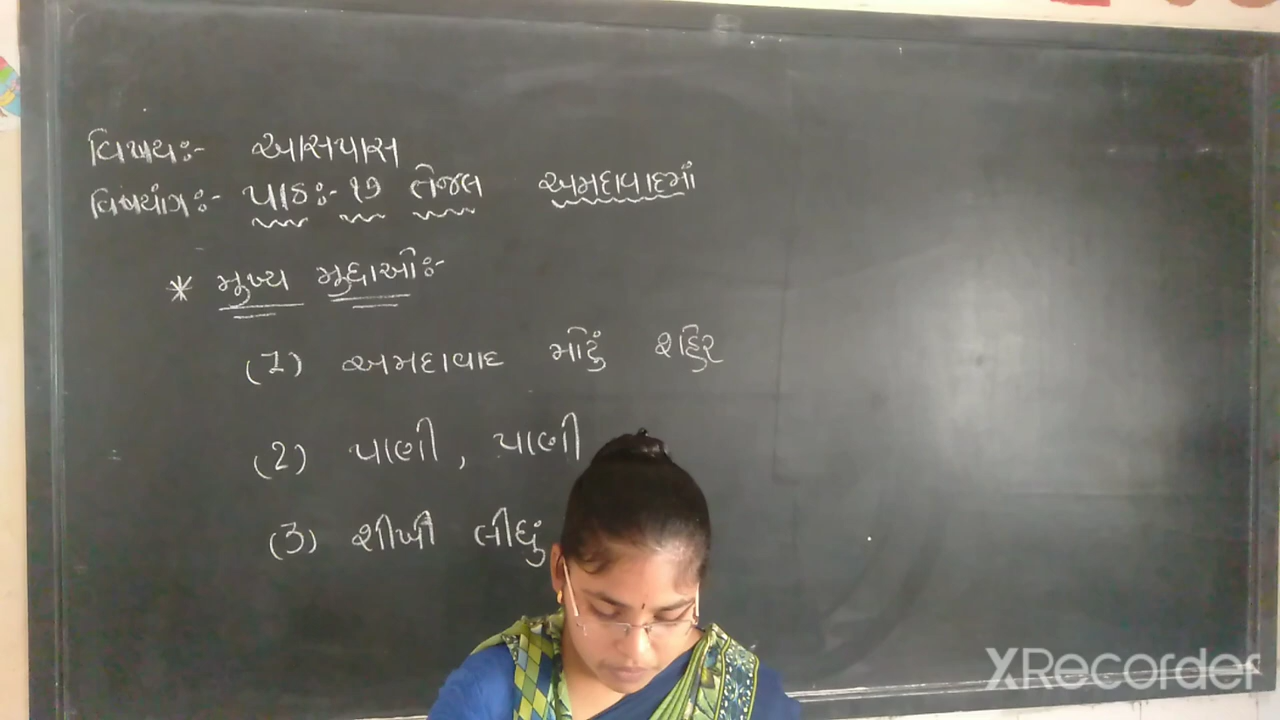 વિષય:- આસપાસ
વિષયાંગ:- પાઠ:- ૧૭ તેજલ અમદાવાદમાં
* મુખ્ય મુદ્દાઓ:-
(1) અમદાવાદ મોટું શહેર
(2) પાણી, પાણી
(3) શીખી લીધું
XRecorder